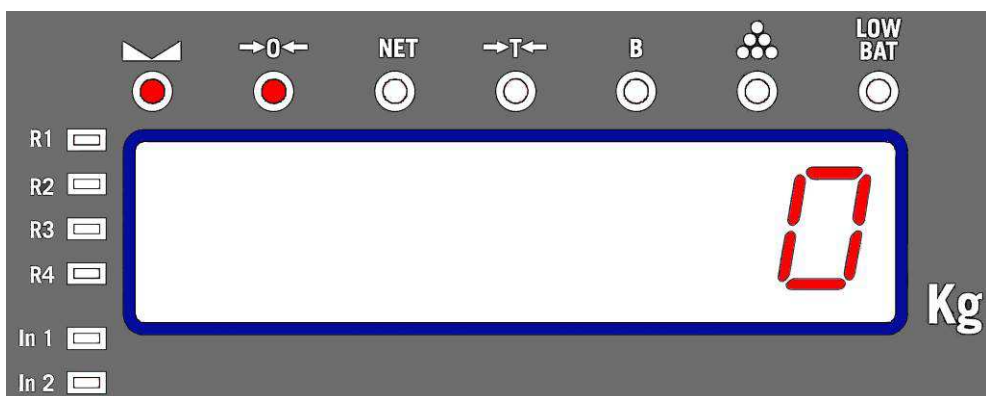 →0← NET →T← B LOW BAT
R1
R2
R3
R4
0
Kg
In 1
In 2